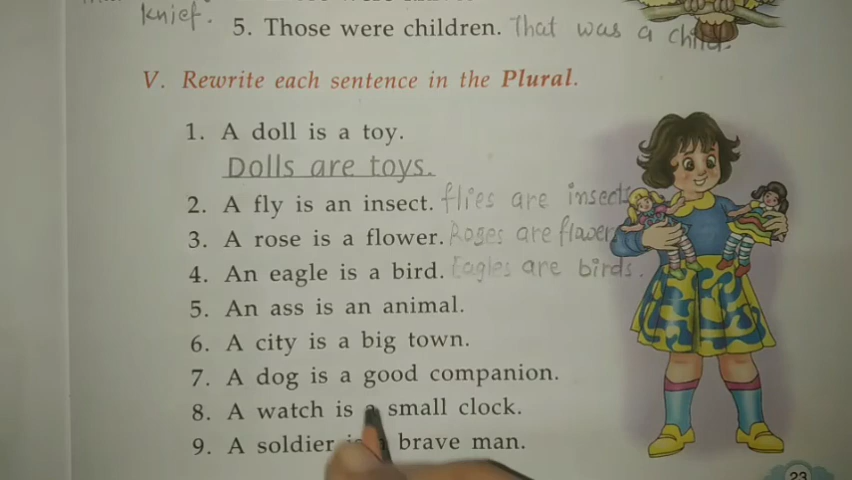 knief.
5. Those were children. That was a child.
V. Rewrite each sentence in the Plural.
1. A doll is a toy.
Dolls are toys.
2. A fly is an insect. flies are insects
3. A rose is a flower. Roges are flower
4. An eagle is a bird. Eagles are birds.
5. An ass is an animal.
6. A city is a big town.
7. A dog is a good companion.
8. A watch is a small clock.
9. A soldier is a brave man.
23